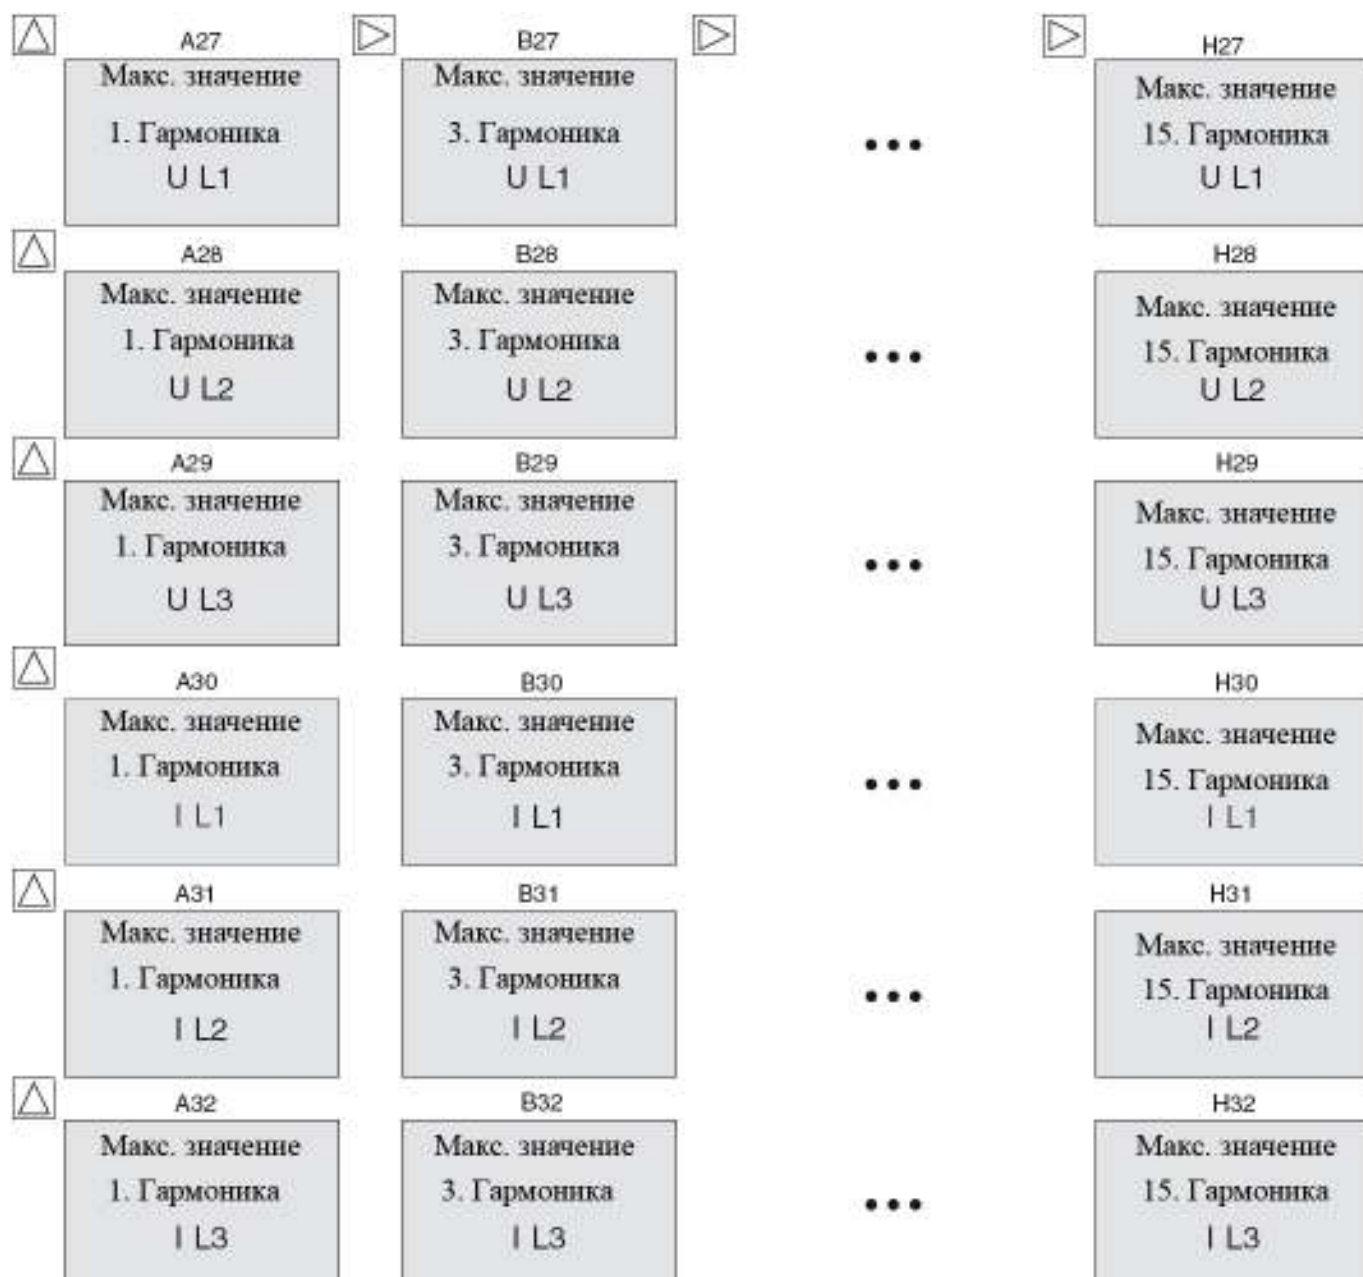 A27
Макс. значение
1. Гармоника
U L1
B27
Макс. значение
3. Гармоника
U L1
...
H27
Макс. значение
15. Гармоника
U L1
A28
Макс. значение
1. Гармоника
U L2
B28
Макс. значение
3. Гармоника
U L2
...
H28
Макс. значение
15. Гармоника
U L2
A29
Макс. значение
1. Гармоника
U L3
B29
Макс. значение
3. Гармоника
U L3
...
H29
Макс. значение
15. Гармоника
U L3
A30
Макс. значение
1. Гармоника
I L1
B30
Макс. значение
3. Гармоника
I L1
...
H30
Макс. значение
15. Гармоника
I L1
A31
Макс. значение
1. Гармоника
I L2
B31
Макс. значение
3. Гармоника
I L2
...
H31
Макс. значение
15. Гармоника
I L2
A32
Макс. значение
1. Гармоника
I L3
B32
Макс. значение
3. Гармоника
I L3
...
H32
Макс. значение
15. Гармоника
I L3